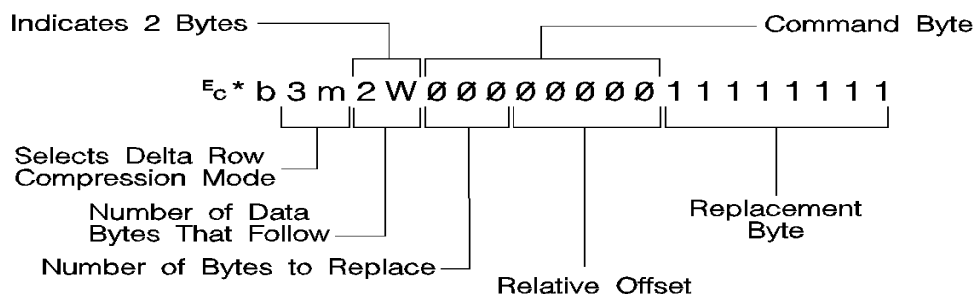 Indicates 2 Bytes
Command Byte
Ec*b3m2WØØØØØØØØ11111111
Selects Delta Row
Compression Mode
Number of Data
Bytes That Follow
Replacement
Byte
Number of Bytes to Replace
Relative Offset